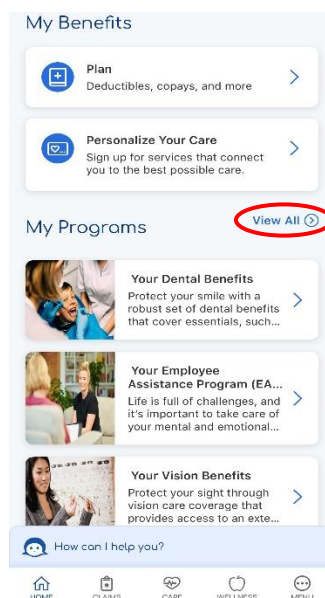 My Benefits
Plan
Deductibles, copays, and more
Personalize Your Care
Sign up for services that connect
you to the best possible care.
My Programs
View All
Your Dental Benefits
Protect your smile with a
robust set of dental benefits
that cover essentials, such...
Your Employee
Assistance Program (EA...
Life is full of challenges, and
it's important to take care of
your mental and emotional...
Your Vision Benefits
Protect your sight through
vision care coverage that
provides access to an exte...
How can I help you?
HOME CLAIMS CARE WELLNESS MENU